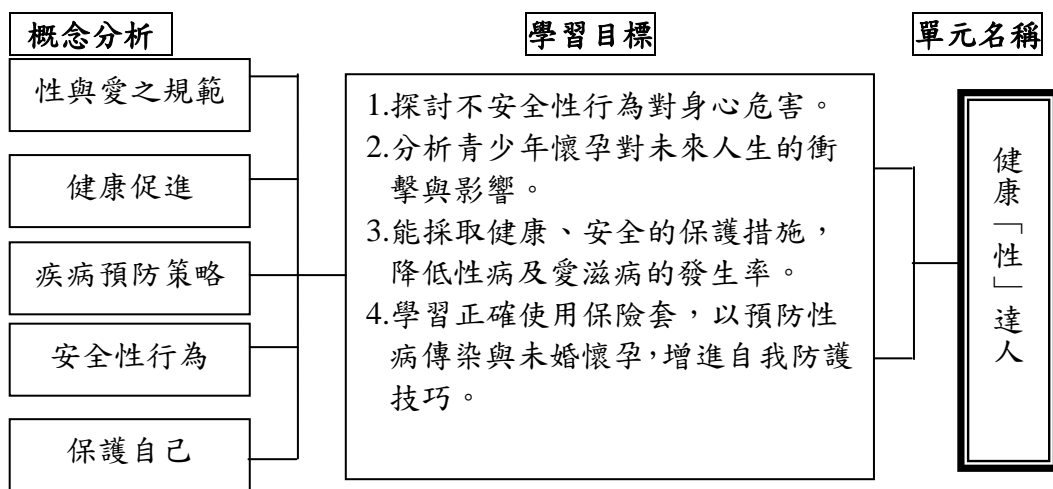 概念分析
學習目標
單元名稱
性與愛之規範
健康促進
疾病預防策略
安全性行為
保護自己
1.探討不安全性行為對身心危害。
2.分析青少年懷孕對未來人生的衝
擊與影響。
3.能採取健康、安全的保護措施，
降低性病及愛滋病的發生率。
4.學習正確使用保險套，以預防性
病傳染與未婚懷孕，增進自我防護
技巧。
健康「性」達人